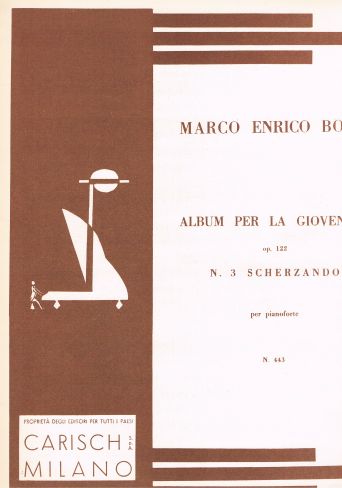 MARCO ENRICO BO
ALBUM PER LA GIOVEN
op. 122
N. 3 SCHERZANDO
per pianoforte
N. 443
PROPRIETÀ DEGLI EDITORI PER TUTTI I PAESI
CARISCH S.P.A.
MILANO